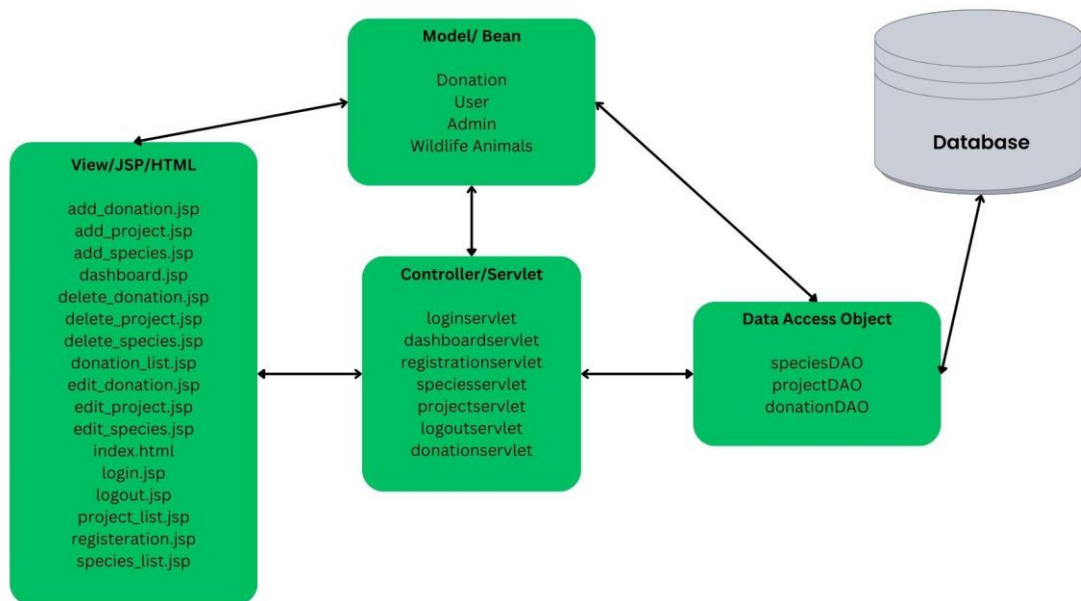 Model/ Bean
Donation
User
Admin
Wildlife Animals
Database
View/JSP/HTML
add_donation.jsp
add_project.jsp
add_species.jsp
dashboard.jsp
delete_donation.jsp
delete_project.jsp
delete_species.jsp
donation_list.jsp
edit_donation.jsp
edit_project.jsp
edit_species.jsp
index.html
login.jsp
logout.jsp
project_list.jsp
registeration.jsp
species_list.jsp
Controller/Servlet
loginservlet
dashboardservlet
registrationservlet
speciesservlet
projectservlet
logoutservlet
donationservlet
Data Access Object
speciesDAO
projectDAO
donationDAO